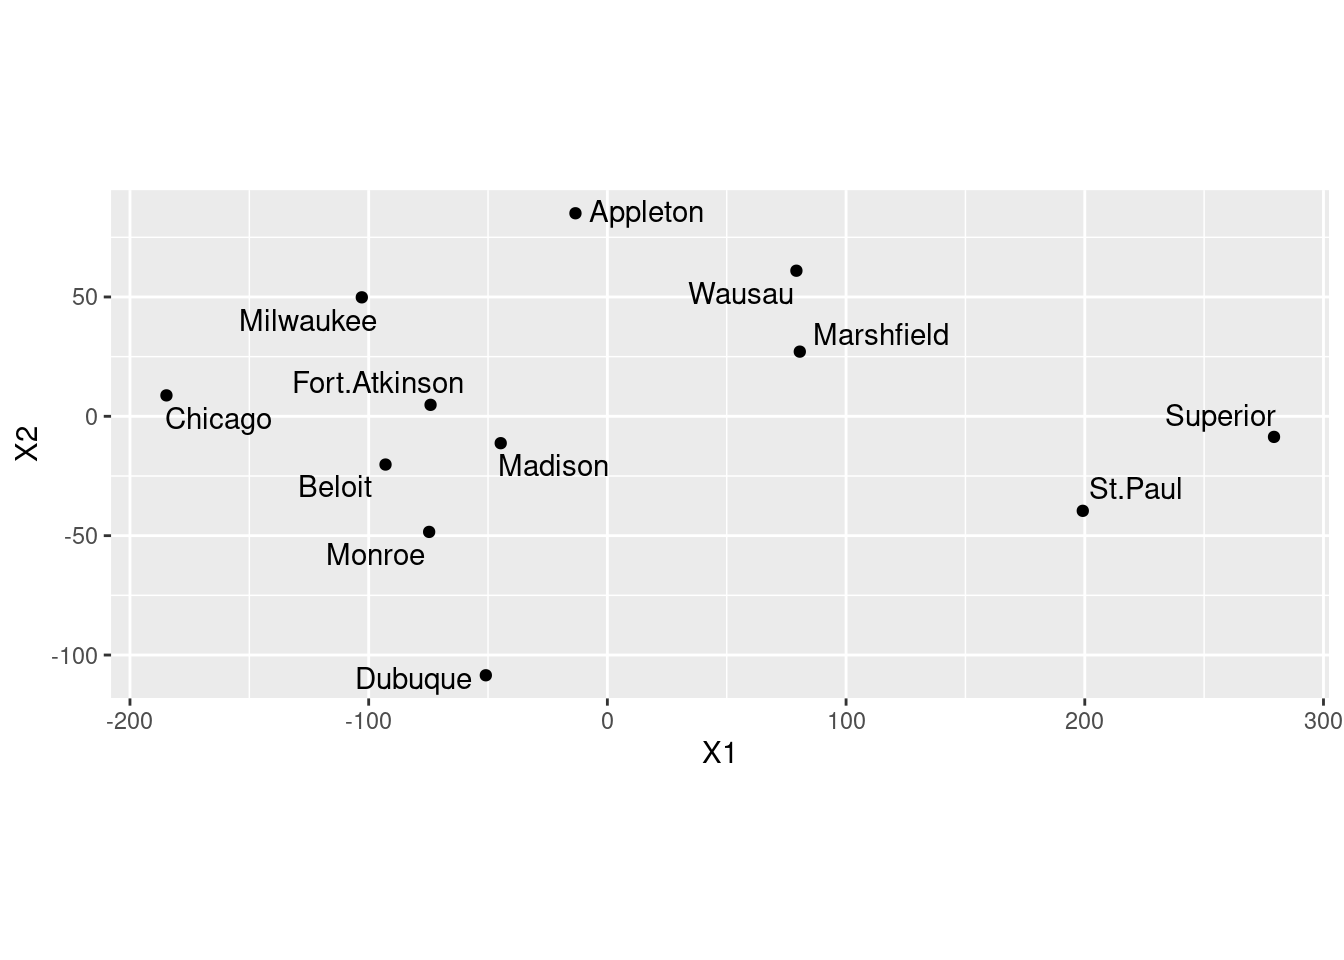 Appleton
Wausau
Milwaukee
Marshfield
Fort.Atkinson
Chicago
Superior
Madison
Beloit
St.Paul
Monroe
Dubuque
50
0
-50
-100
X2
-200
-100
0
100
200
300
X1